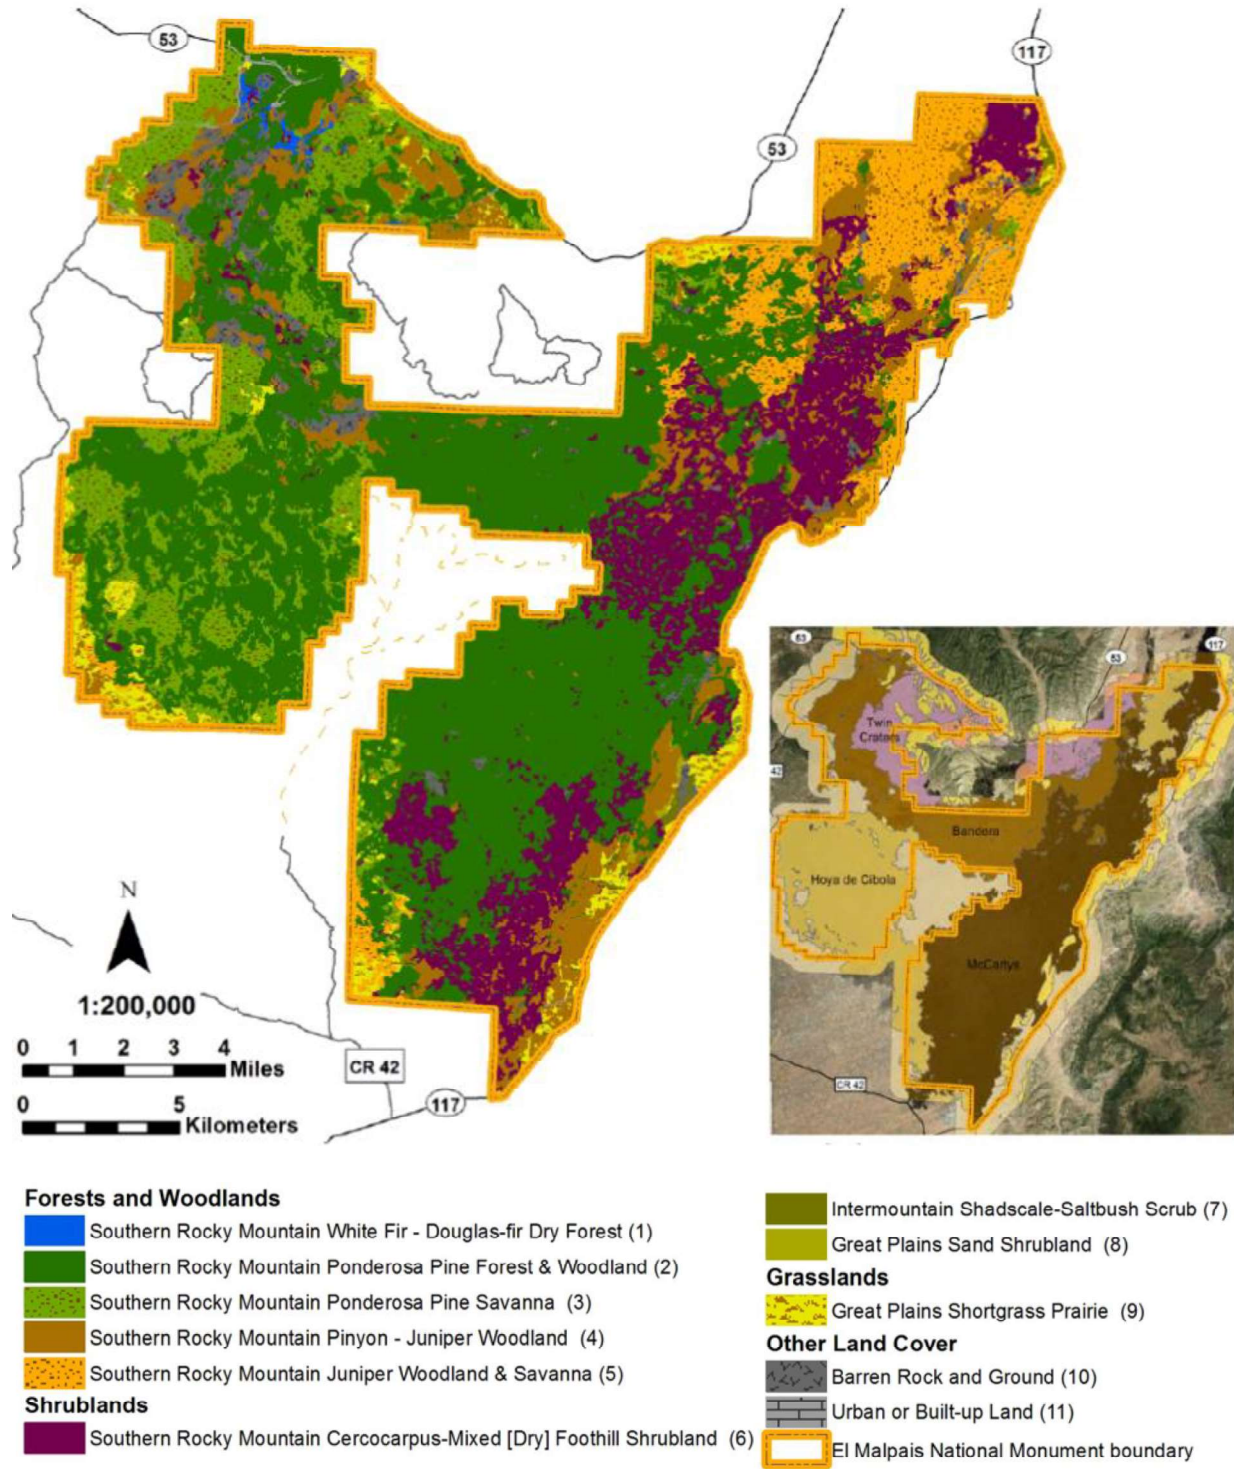 53
117
53
N
1:200,000
0 1 2 3 4
Miles
0 5
Kilometers
CR 42
117
53
53
117
Twin
Craters
42
Bandera
Hoya de Cibola
McCartys
CR 42
Forests and Woodlands
Southern Rocky Mountain White Fir - Douglas-fir Dry Forest (1)
Southern Rocky Mountain Ponderosa Pine Forest & Woodland (2)
Southern Rocky Mountain Ponderosa Pine Savanna (3)
Southern Rocky Mountain Pinyon - Juniper Woodland (4)
Southern Rocky Mountain Juniper Woodland & Savanna (5)
Shrublands
Southern Rocky Mountain Cercocarpus-Mixed [Dry] Foothill Shrubland (6)
Intermountain Shadscale-Saltbush Scrub (7)
Great Plains Sand Shrubland (8)
Grasslands
Great Plains Shortgrass Prairie (9)
Other Land Cover
Barren Rock and Ground (10)
Urban or Built-up Land (11)
El Malpais National Monument boundary